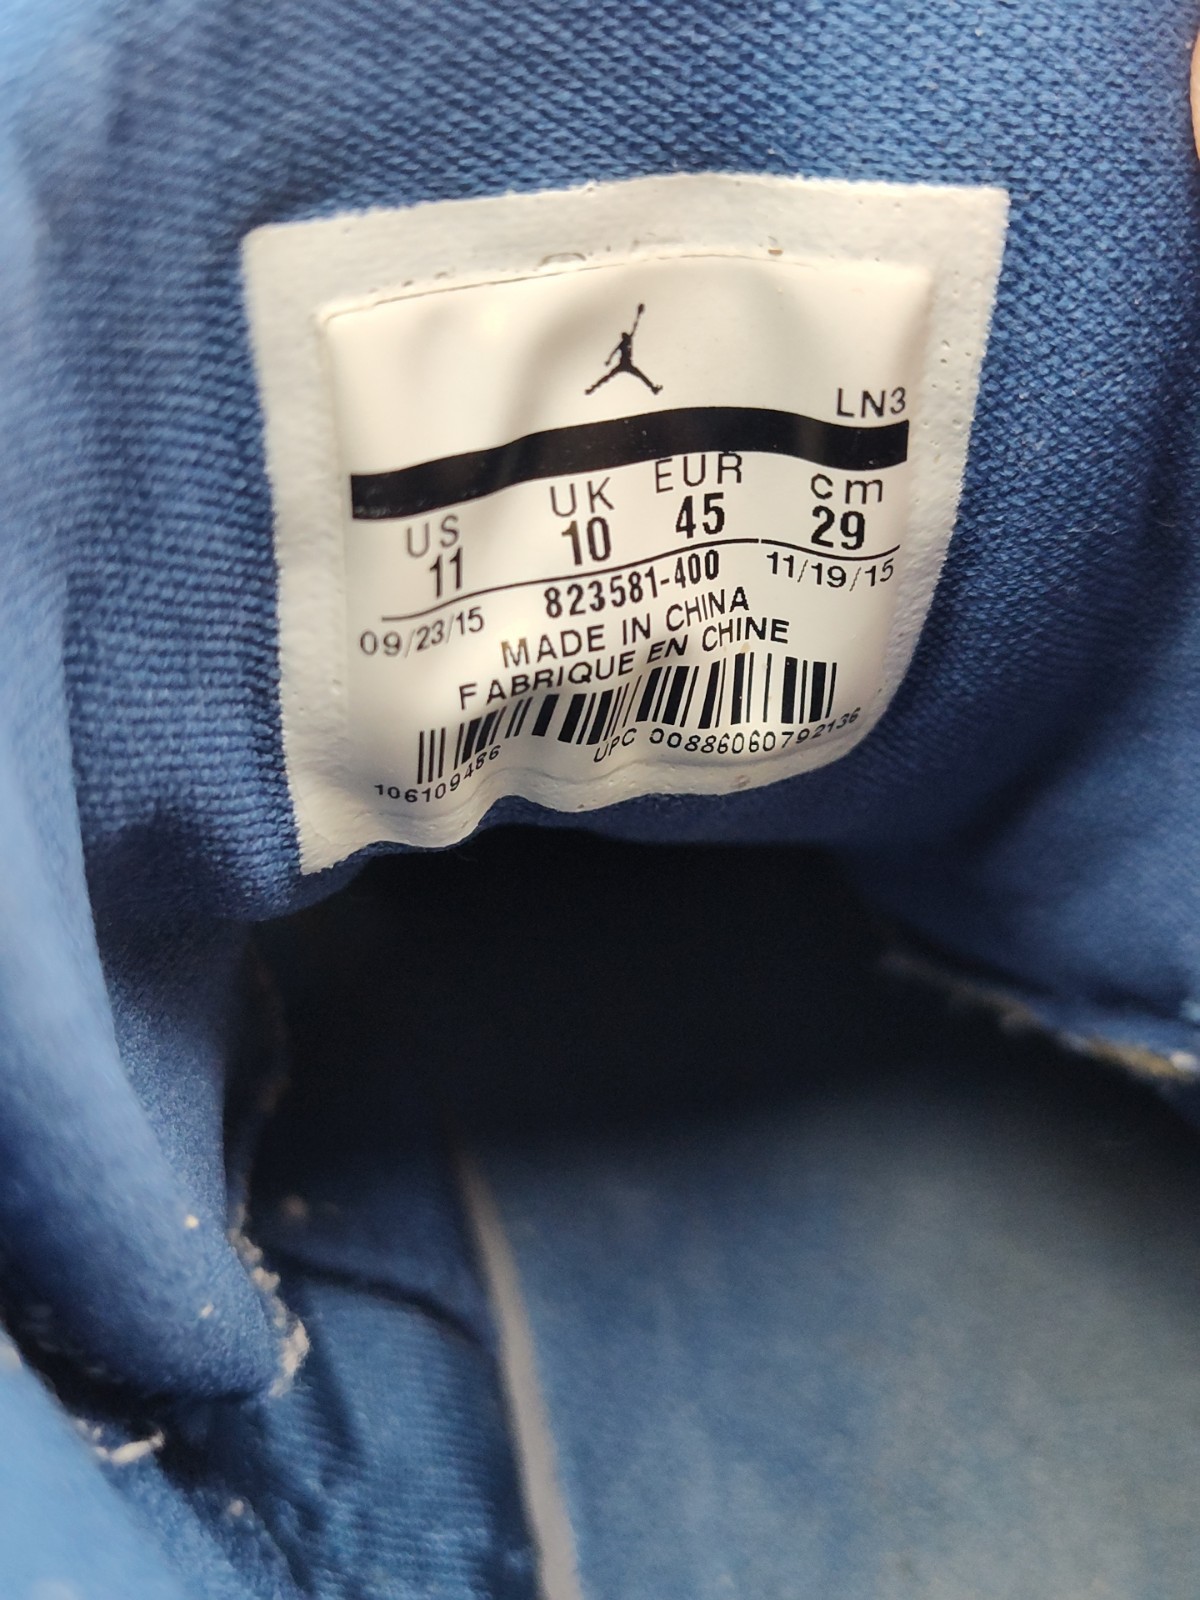 LN3
US UK EUR cm
11 10 45 29
09/23/15 823581-400 11/19/15
MADE IN CHINA
FABRIQUE EN CHINE
106109486 UPC 00886060792136